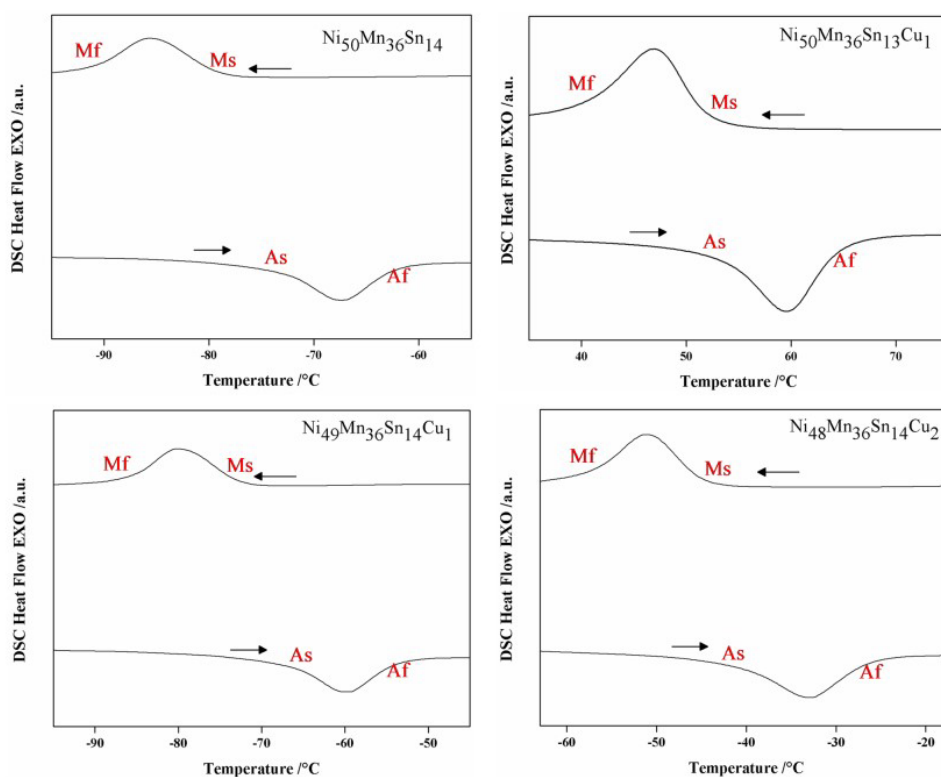 Ni50Mn36Sn14
Mf
Ms
As
Af
DSC Heat Flow EXO /a.u.
-90
-80
-70
-60
Temperature /°C
Ni50Mn36Sn13Cu1
Mf
Ms
As
Af
DSC Heat Flow EXO /a.u.
40
50
60
70
Temperature /°C
Ni49Mn36Sn14Cu1
Mf
Ms
As
Af
DSC Heat Flow EXO /a.u.
-90
-80
-70
-60
-50
Temperature /°C
Ni48Mn36Sn14Cu2
Mf
Ms
As
Af
DSC Heat Flow EXO /a.u.
-60
-50
-40
-30
-20
Temperature /°C